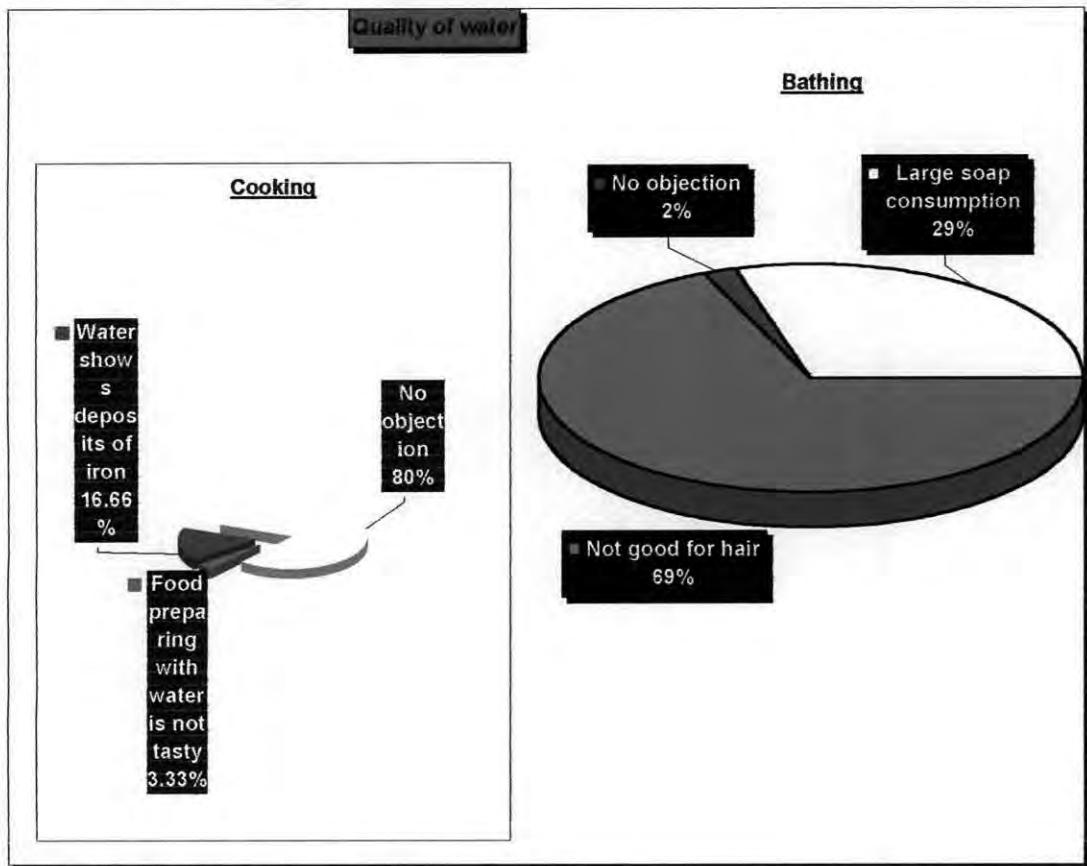 Quality of water
Bathing
Cooking
No objection
2%
Large soap
consumption
29%
Water
show
s
depos
its of
iron
16.66
%
No
object
ion
80%
Food
prepa
ring
with
water
is not
tasty
3.33%
Not good for hair
69%